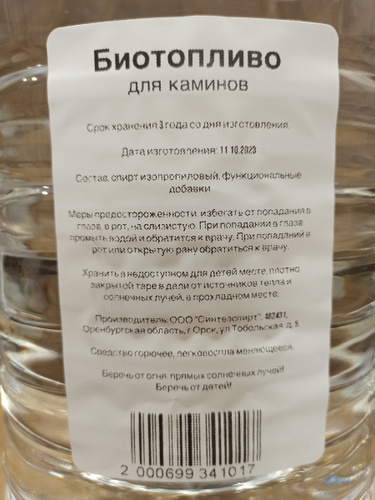 Биотопливо
для каминов
Срок хранения 3 года со дня изготовления.
Дата изготовления: 11.10.2023
Состав: спирт изопропиловый, функциональные
добавки
Меры предосторожности: избегать от попадания в
глаза, в рот, на слизистую. При попадании в глаза
промыть водой и обратится к врачу. При попадании в
рот или открытую рану обратиться к врачу.
Хранить в недоступном для детей месте, плотно
закрытой таре в дали от источников тепла и
солнечных лучей, в прохладном месте.
Производитель: ООО "Синтезспирт",
Оренбургская область, г. Орск, ул Тобольская, д.
Средство горючее, легковоспламеняющееся.
Беречь от огня, прямых солнечных лучей!
Беречь от детей!
2 000699 341017